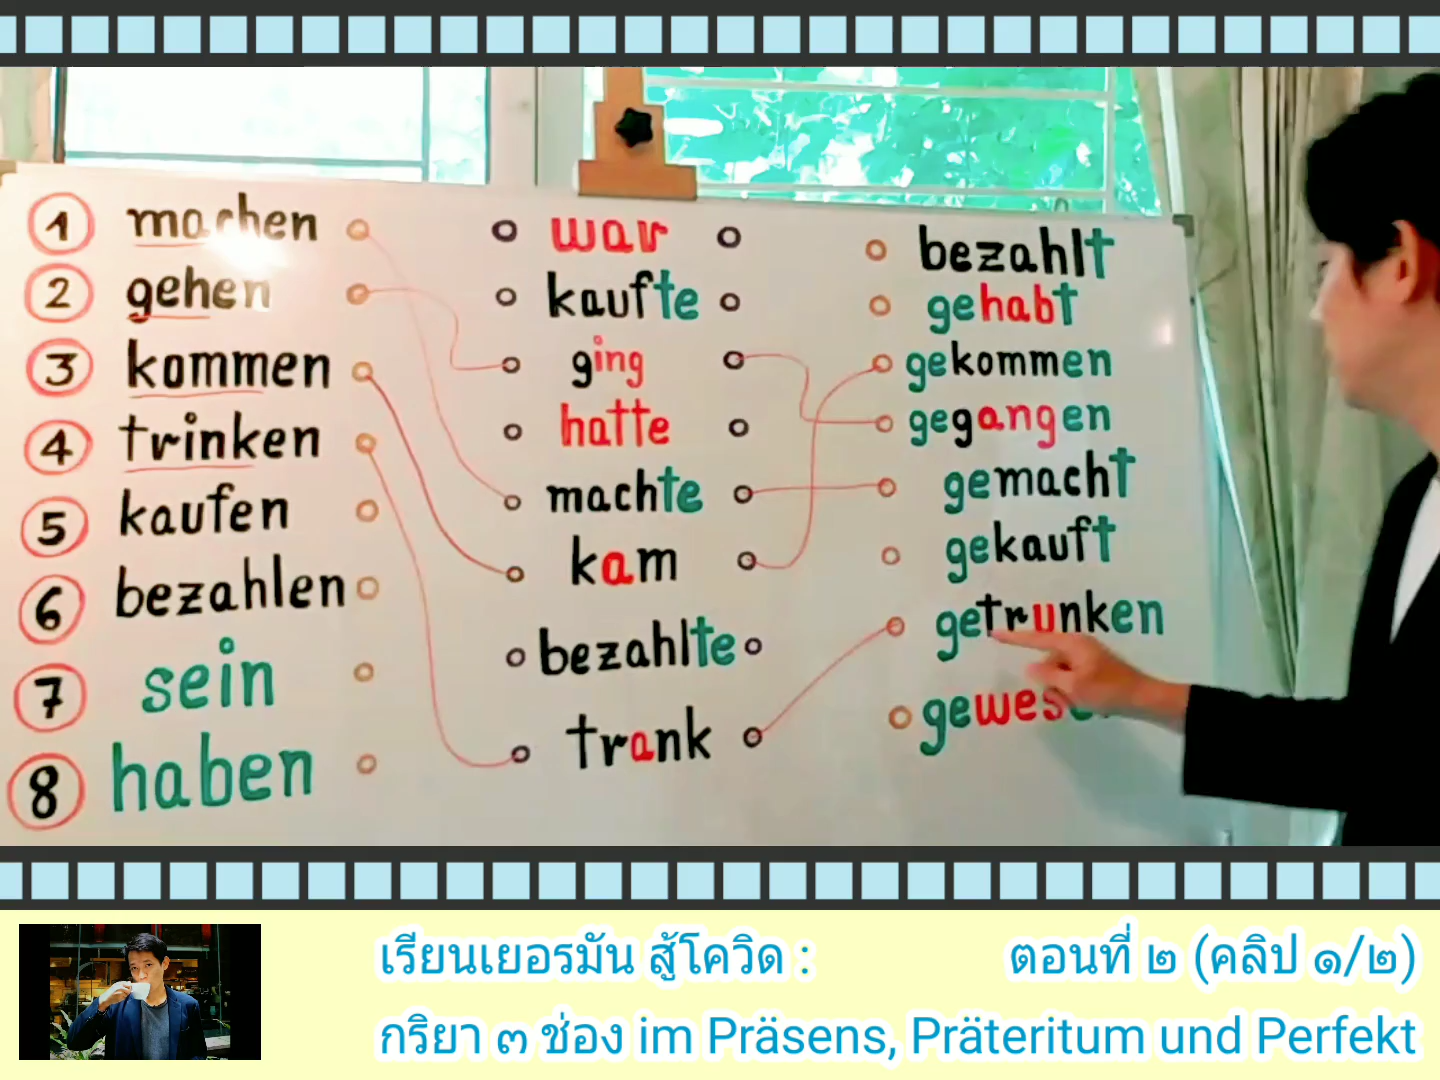 1 machen war bezahlt
2 gehen kaufte gehabt
3 kommen ging gekommen
4 trinken hatte gegangen
5 kaufen machte gemacht
6 bezahlen kam gekauft
7 sein bezahlte getrunken
8 haben trank
เรียนเยอรมัน สู้โควิด : ตอนที่ ๒ (คลิป ๑/๒)
กริยา ๓ ช่อง im Präsens, Präteritum und Perfekt